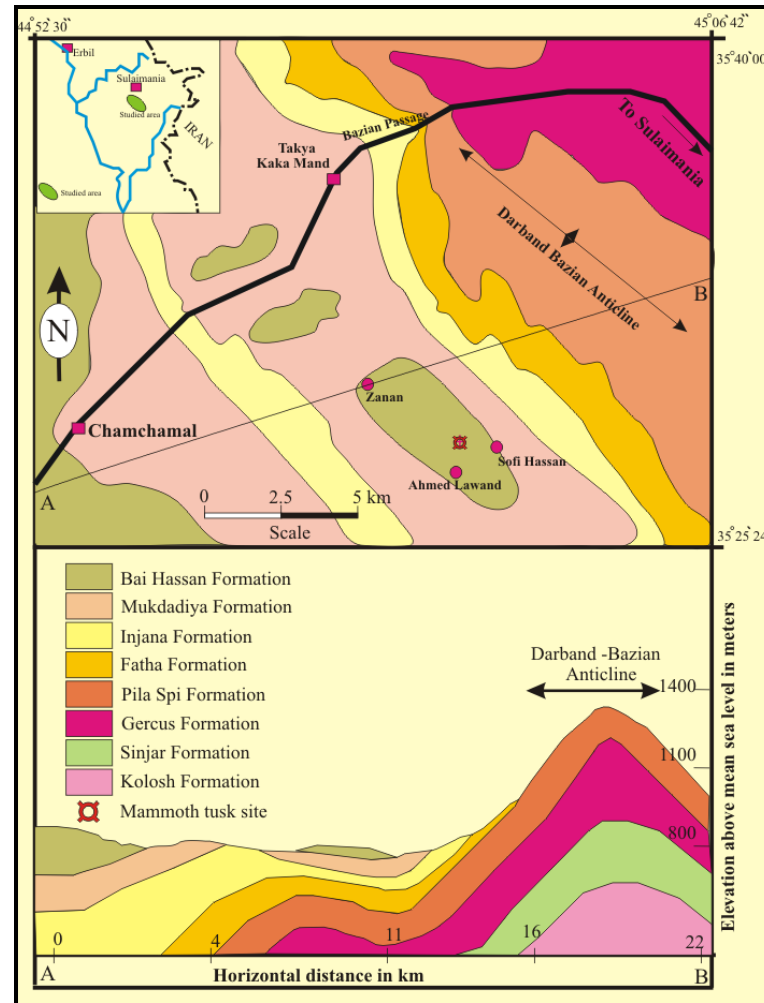 44°52'30"
45°06'42"
35°40'00"
Erbil
Sulaimania
Studied area
IRAN
Studied area
Bazian Passage
To Sulaimania
Takya
Kaka Mand
Darband Bazian Anticline
B
N
Zanan
Chamchamal
Sofi Hassan
Ahmed Lawand
A
0 2.5 5 km
Scale
35°25'24
Bai Hassan Formation
Mukdadiya Formation
Injana Formation
Fatha Formation
Pila Spi Formation
Gercus Formation
Sinjar Formation
Kolosh Formation
Mammoth tusk site
Darband -Bazian
Anticline
1400
1100
800
Elevation above mean sea level in meters
0 4 11 16 22
A Horizontal distance in km B